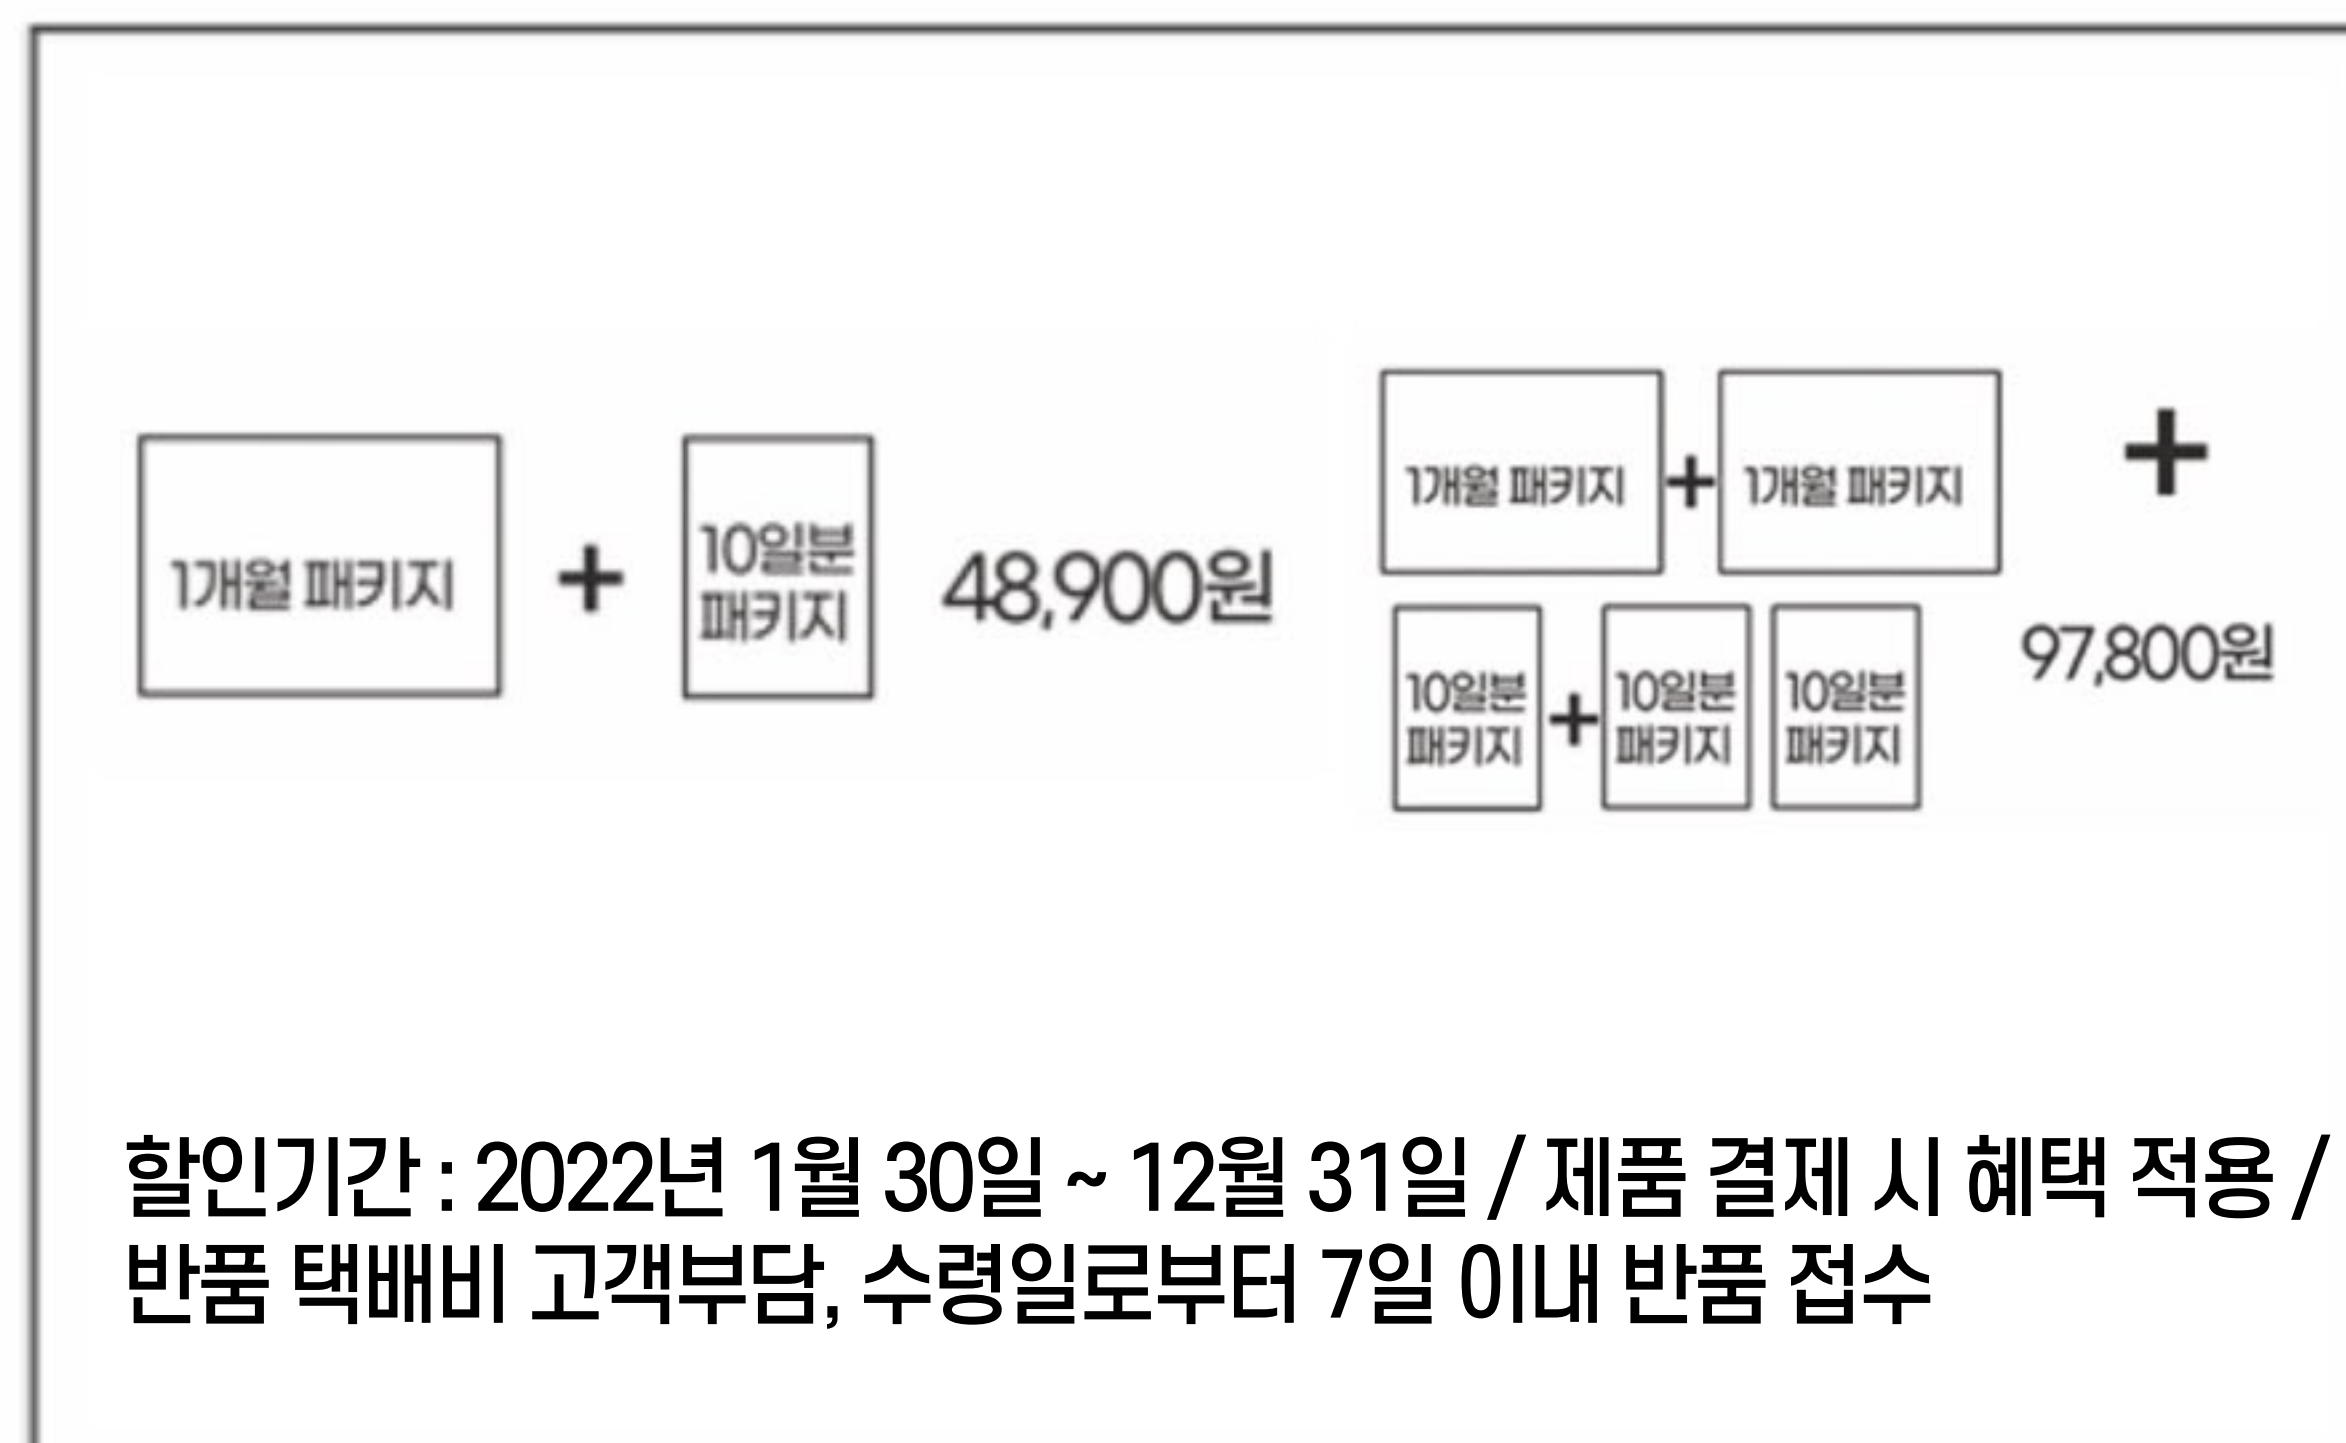 1개월 패키지
+
10일분
패키지
48,900원
1개월 패키지 + 1개월 패키지
+
10일분
패키지
+
10일분
패키지
10일분
패키지
97,800원
할인기간 : 2022년 1월 30일 ~ 12월 31일 / 제품 결제 시 혜택 적용 /
반품 택배비 고객부담, 수령일로부터 7일 이내 반품 접수